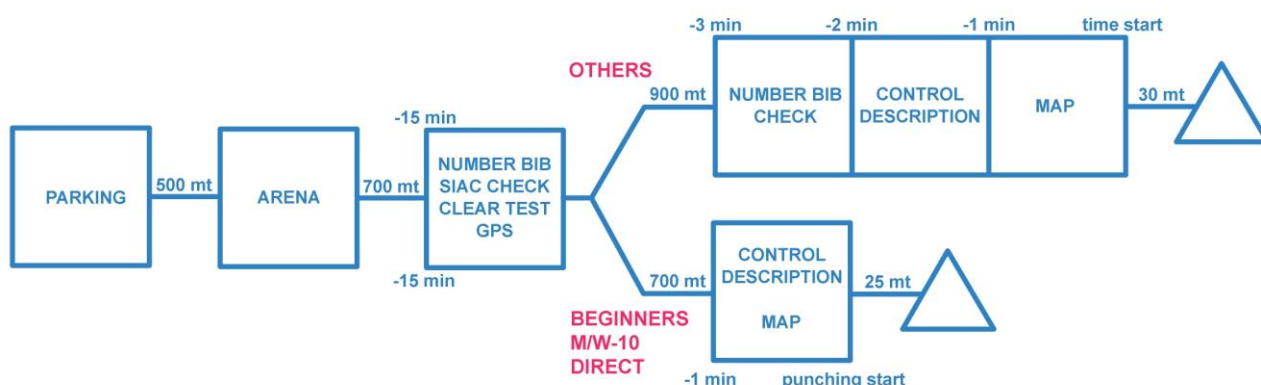 PARKING
500 mt
ARENA
700 mt
-15 min
NUMBER BIB
SIAC CHECK
CLEAR TEST
GPS
-15 min
OTHERS
900 mt
-3 min
-2 min
-1 min
time start
NUMBER BIB
CHECK
CONTROL
DESCRIPTION
MAP
30 mt
BEGINNERS
M/W-10
DIRECT
700 mt
CONTROL
DESCRIPTION
MAP
25 mt
-1 min
punching start